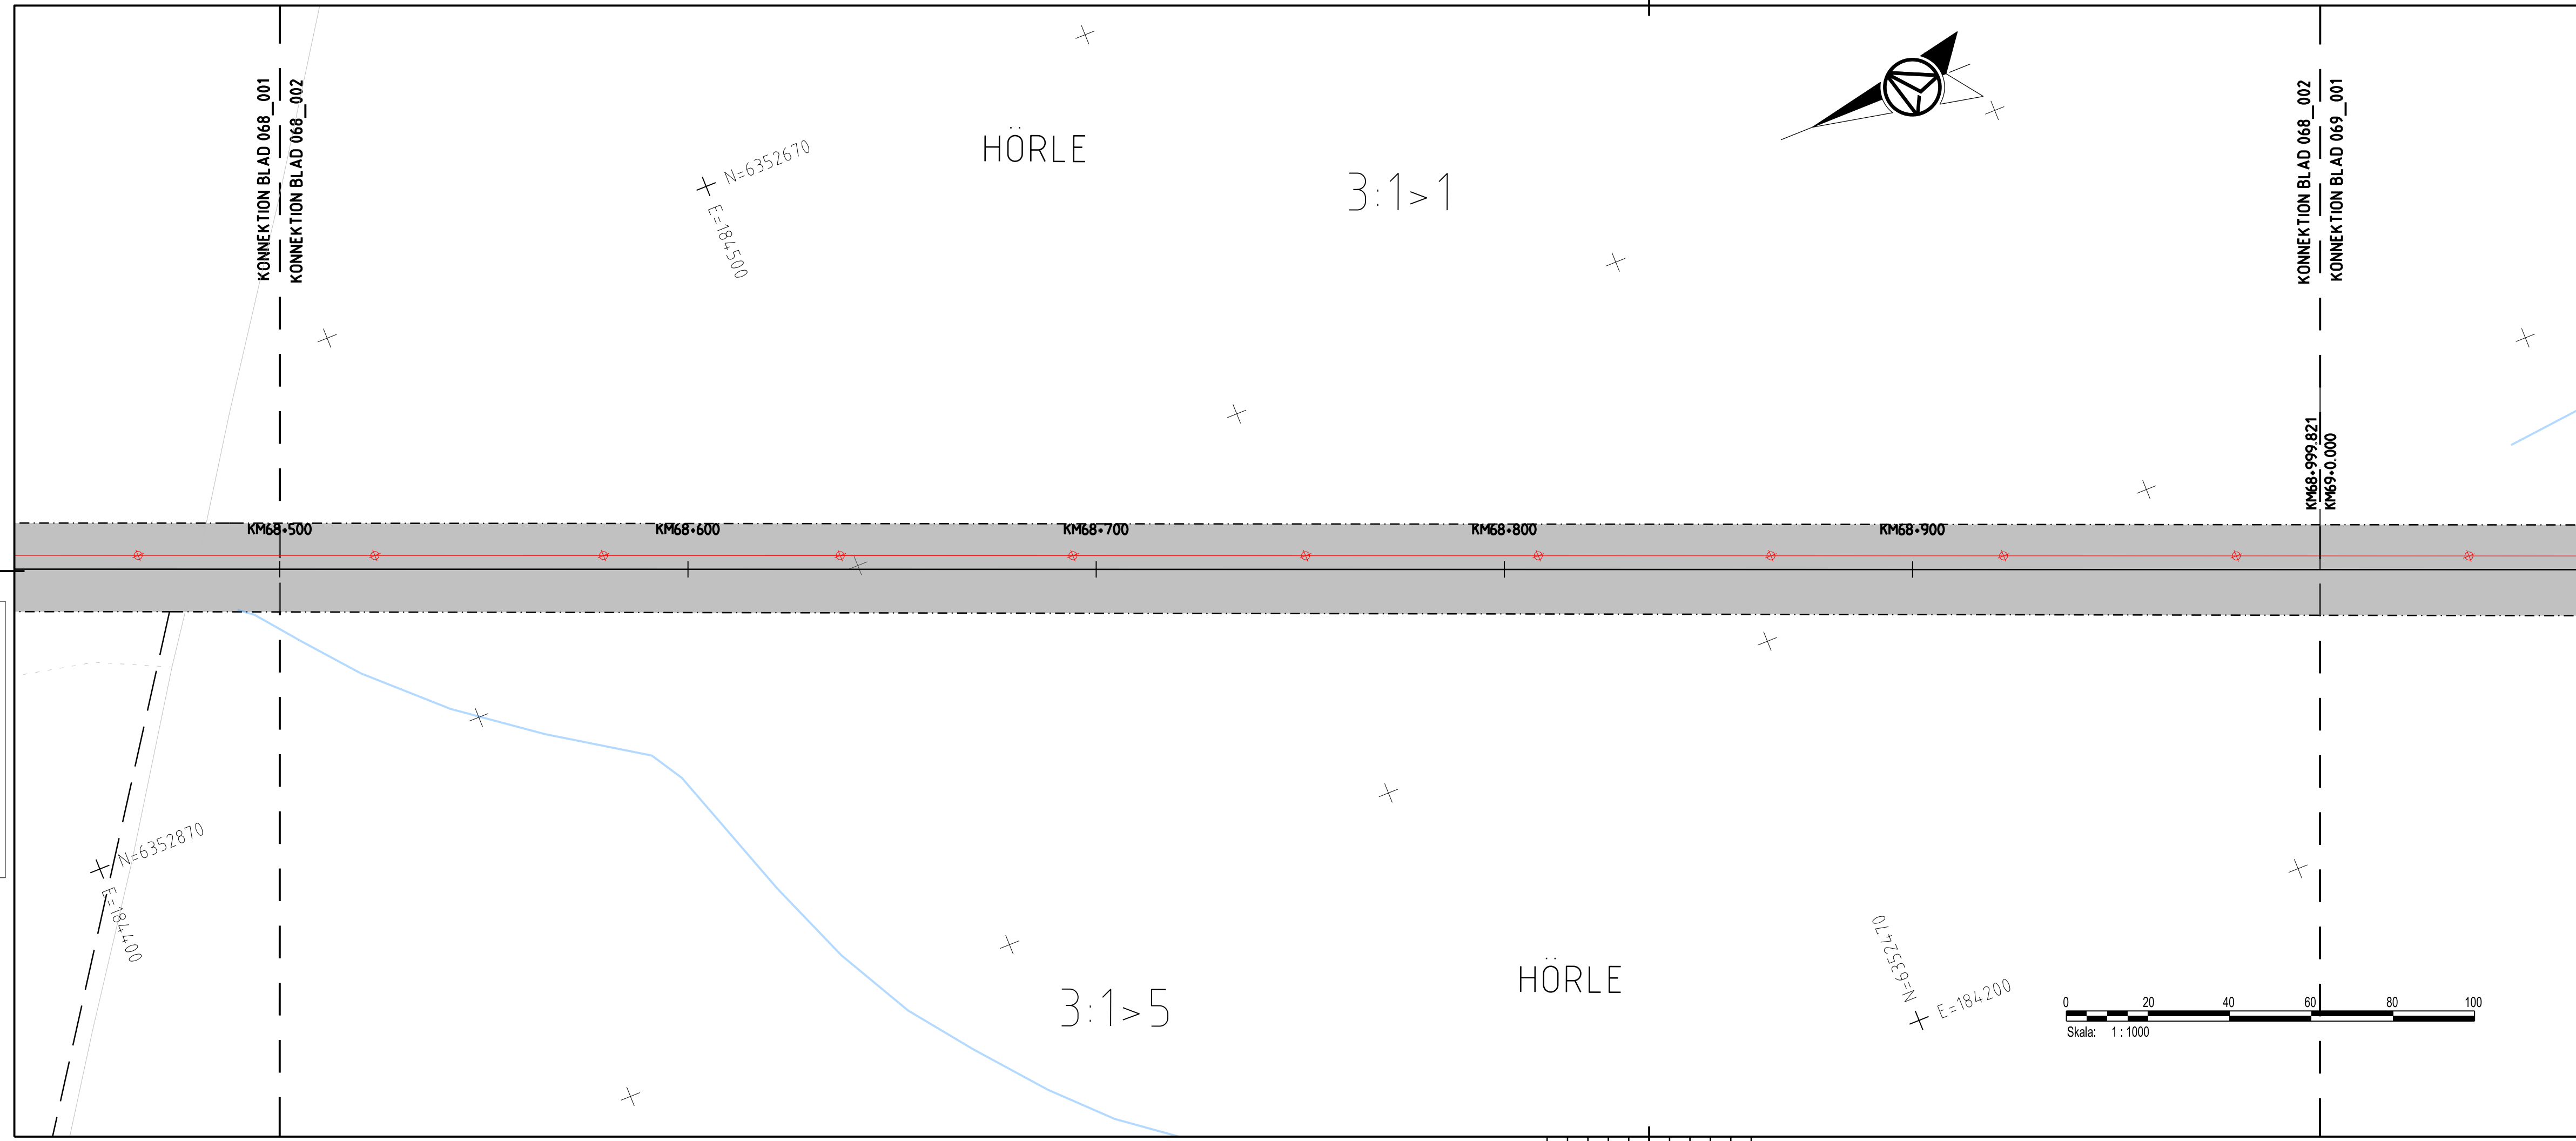 KONNEKTION BLAD 068_001
KONNEKTION BLAD 068_002
N=6352670
E=184500
HÖRLE
3:1>1
KONNEKTION BLAD 068_002
KONNEKTION BLAD 069_001
KM68+999.821
KM69+0.000
KM68+500
KM68+600
KM68+700
KM68+800
KM68+900
N=6352870
E=184400
HÖRLE
3:1>5
N=6352470
E=184200
0 20 40 60 80 100
Skala: 1 : 1000